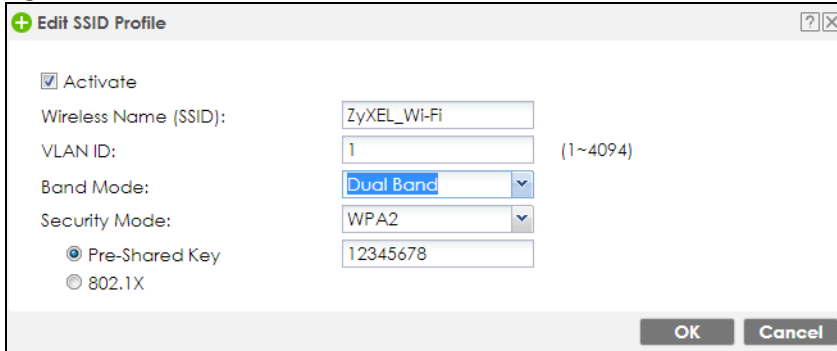 Edit SSID Profile ? X
Activate
Wireless Name (SSID): ZyXEL_Wi-Fi
VLAN ID: 1 (1~4094)
Band Mode: Dual Band
Security Mode: WPA2
Pre-Shared Key 12345678
802.1X
OK Cancel